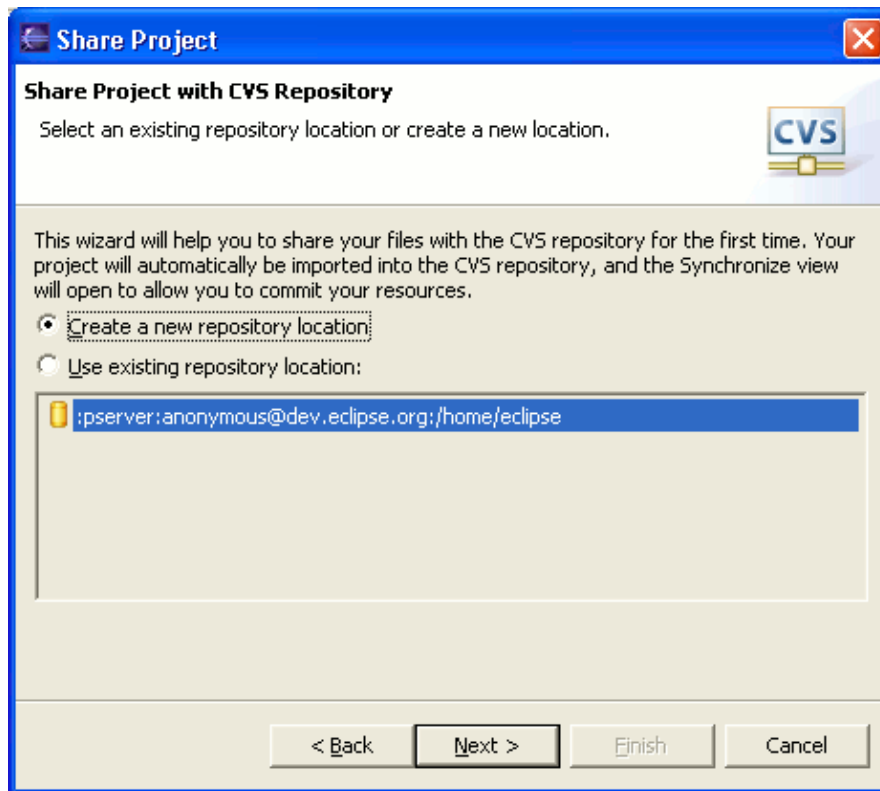 Share Project
Share Project with CVS Repository
Select an existing repository location or create a new location.
CVS
This wizard will help you to share your files with the CVS repository for the first time. Your
project will automatically be imported into the CVS repository, and the Synchronize view
will open to allow you to commit your resources.
Create a new repository location
Use existing repository location:
:pserver:anonymous@dev.eclipse.org:/home/eclipse
< Back Next > Finish Cancel